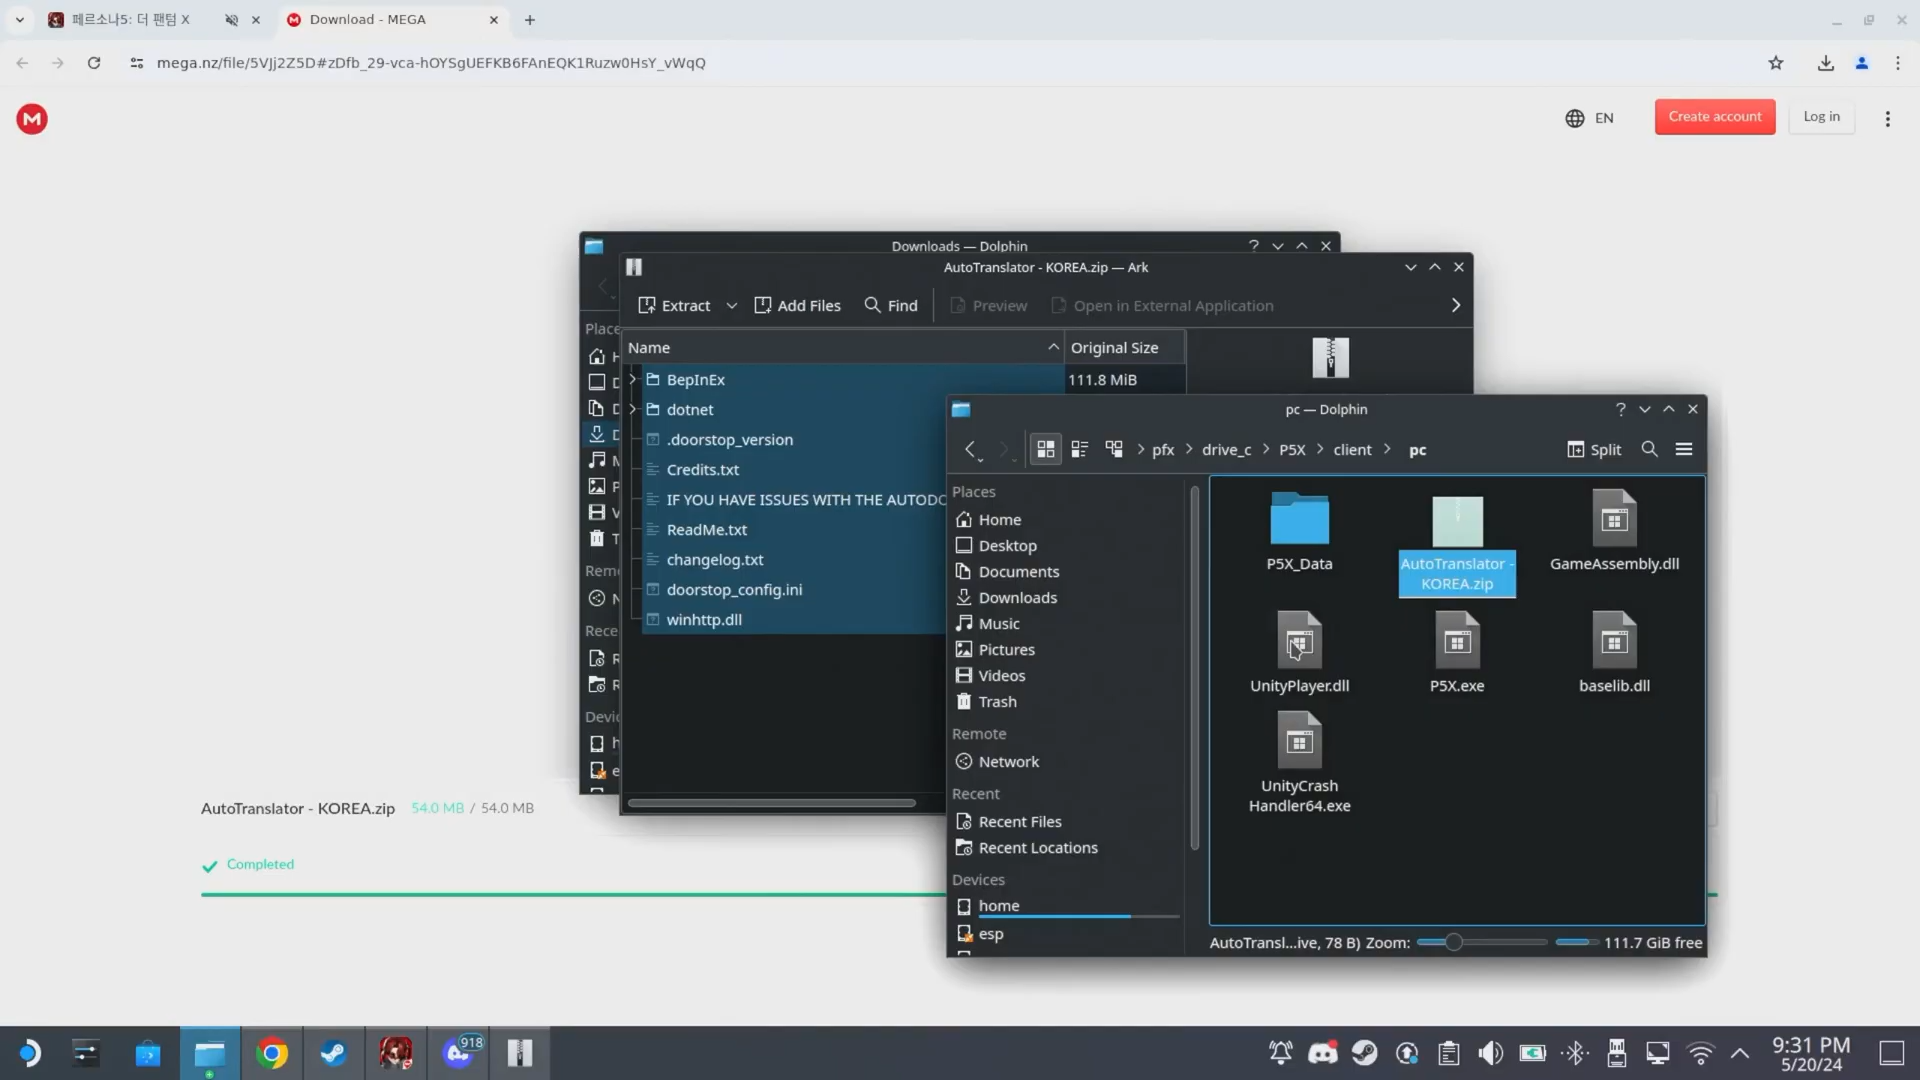 페르소나5: 더 팬텀 X
Download - MEGA
mega.nz/file/5VJj2Z5D#zDfb_29-vca-hOYSgUEFKB6FAnEQK1Ruzw0HsY_vWqQ
EN
Create account
Log in
Downloads — Dolphin
AutoTranslator - KOREA.zip — Ark
Extract
Add Files
Find
Preview
Open in External Application
Name
Original Size
BepInEx
111.8 MiB
dotnet
.doorstop_version
Credits.txt
IF YOU HAVE ISSUES WITH THE AUTODO
ReadMe.txt
changelog.txt
doorstop_config.ini
winhttp.dll
pc — Dolphin
pfx
drive_c
P5X
client
pc
Split
Places
Home
Desktop
Documents
Downloads
Music
Pictures
Videos
Trash
Remote
Network
Recent
Recent Files
Recent Locations
Devices
home
esp
P5X_Data
AutoTranslator -
KOREA.zip
GameAssembly.dll
UnityPlayer.dll
P5X.exe
baselib.dll
UnityCrash
Handler64.exe
AutoTransl...ive, 78 B)
Zoom:
111.7 GiB free
AutoTranslator - KOREA.zip
54.0 MB / 54.0 MB
Completed
918
9:31 PM
5/20/24